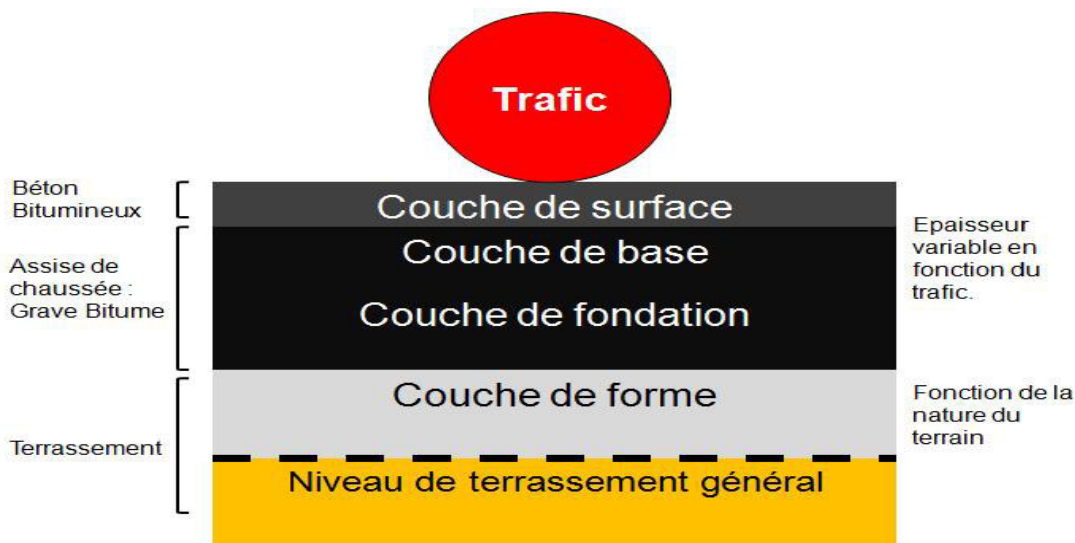 Trafic
Béton
Bitumineux
Couche de surface
Assise de
chaussée :
Grave Bitume
Couche de base
Couche de fondation
Epaisseur
variable en
fonction du
trafic.
Terrassement
Couche de forme
Niveau de terrassement général
Fonction de la
nature du
terrain